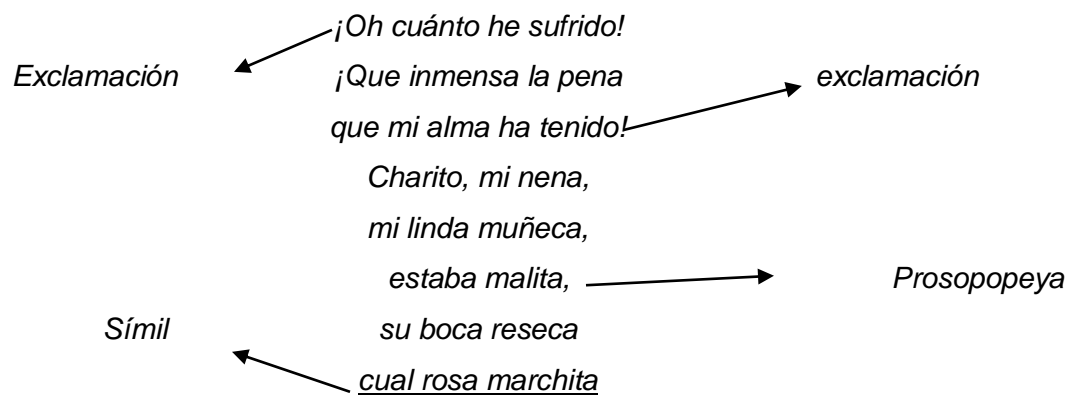 ¡Oh cuánto he sufrido!
Exclamación ¡Que inmensa la pena exclamación
que mi alma ha tenido!
Charito, mi nena,
mi linda muñeca,
estaba malita, Prosopopeya
Símil su boca reseca
cual rosa marchita